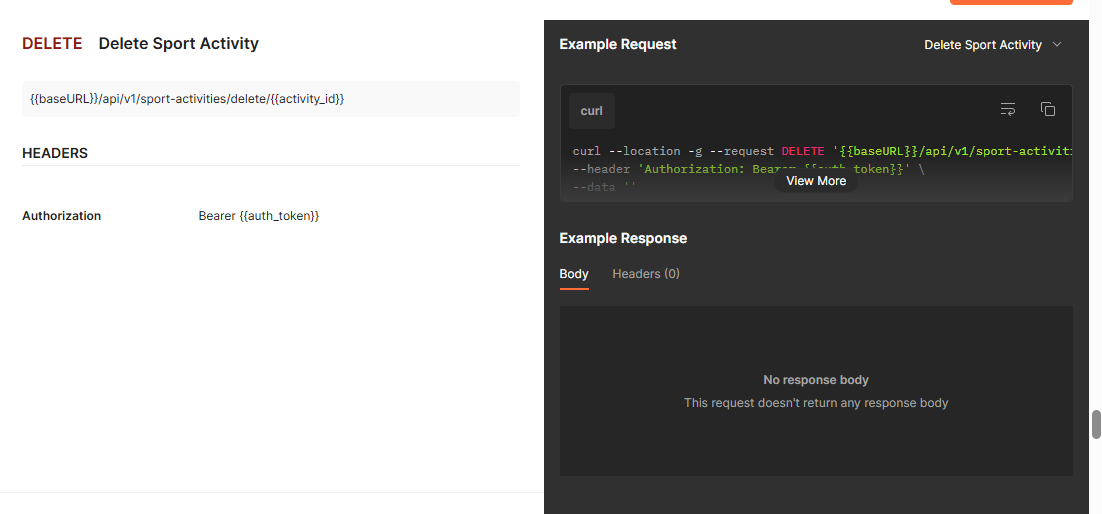 DELETE Delete Sport Activity
{{baseURL}}/api/v1/sport-activities/delete/{{activity_id}}
HEADERS
Authorization Bearer {{auth_token}}
Example Request
Delete Sport Activity
curl
curl --location -g --request DELETE '{{baseURL}}/api/v1/sport-activiti
--header 'Authorization: Bearer {{auth_token}}' \
--data ''
View More
Example Response
Body Headers (0)
No response body
This request doesn't return any response body